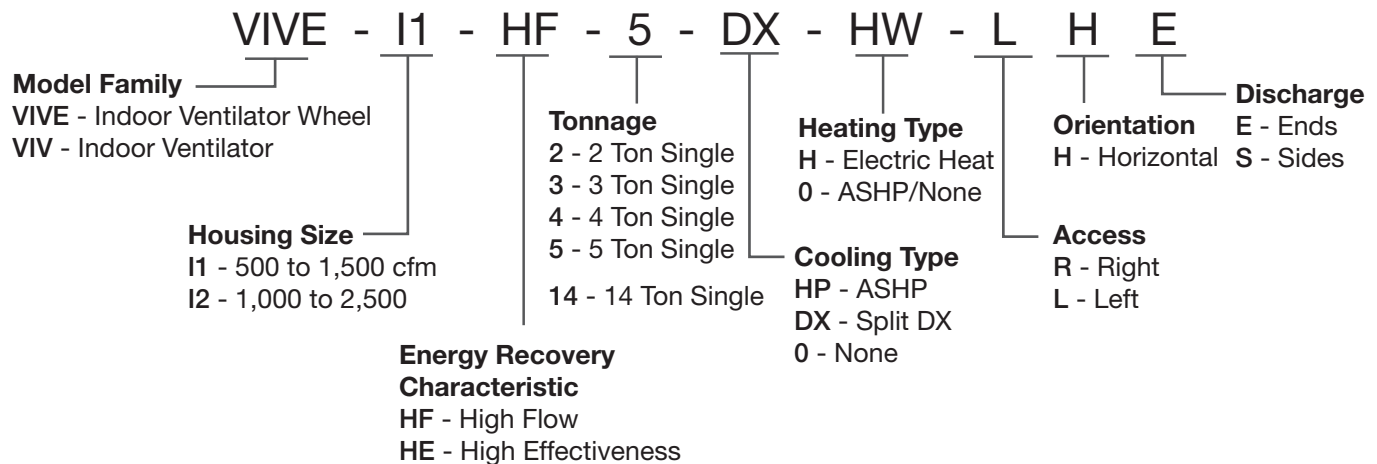 VIVE - I1 - HF - 5 - DX - HW - L H E
Model Family
VIVE - Indoor Ventilator Wheel
VIV - Indoor Ventilator
Housing Size
I1 - 500 to 1,500 cfm
I2 - 1,000 to 2,500
Energy Recovery
Characteristic
HF - High Flow
HE - High Effectiveness
Tonnage
2 - 2 Ton Single
3 - 3 Ton Single
4 - 4 Ton Single
5 - 5 Ton Single
14 - 14 Ton Single
Cooling Type
HP - ASHP
DX - Split DX
0 - None
Heating Type
H - Electric Heat
0 - ASHP/None
Access
R - Right
L - Left
Orientation
H - Horizontal
Discharge
E - Ends
S - Sides